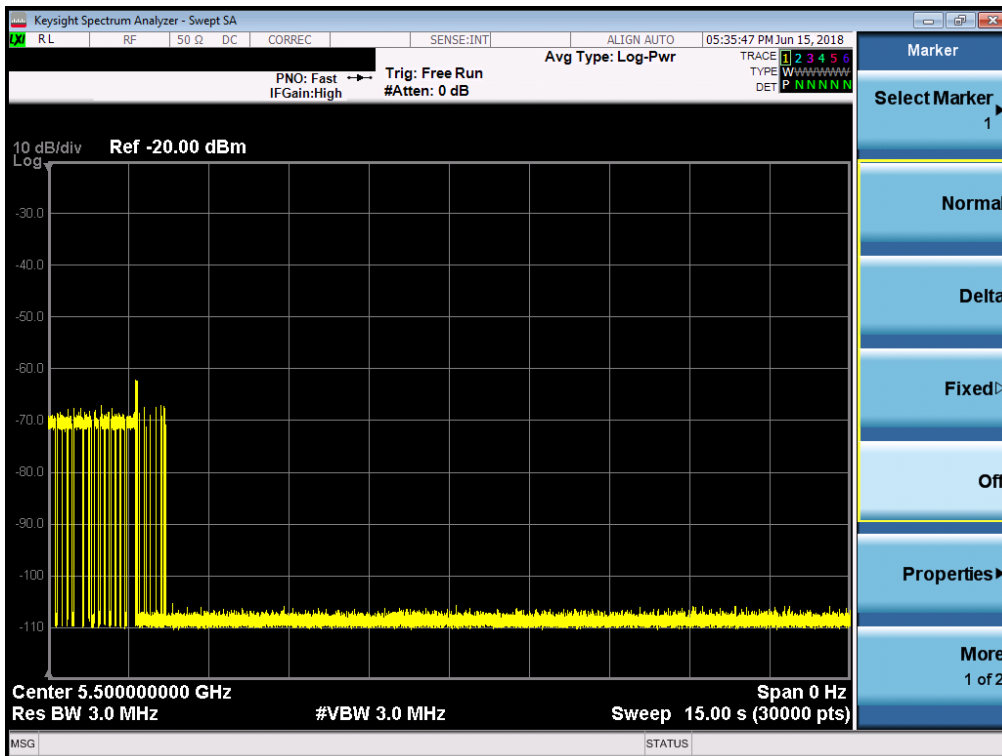 Keysight Spectrum Analyzer - Swept SA
LXI RL RF 50 Ω DC CORREC SENSE:INT ALIGN AUTO 05:35:47 PM Jun 15, 2018
Marker
Avg Type: Log-Pwr
TRACE 1 2 3 4 5 6
PNO: Fast
Trig: Free Run
TYPE WWWWWW
IFGain:High
#Atten: 0 dB
DET P N N N N N
Select Marker
1
10 dB/div Ref -20.00 dBm
Log
-30.0
-40.0
-50.0
-60.0
-70.0
-80.0
-90.0
-100
-110
Normal
Delta
Fixed
Off
Properties
More
1 of 2
Center 5.500000000 GHz Span 0 Hz
Res BW 3.0 MHz #VBW 3.0 MHz Sweep 15.00 s (30000 pts)
MSG STATUS